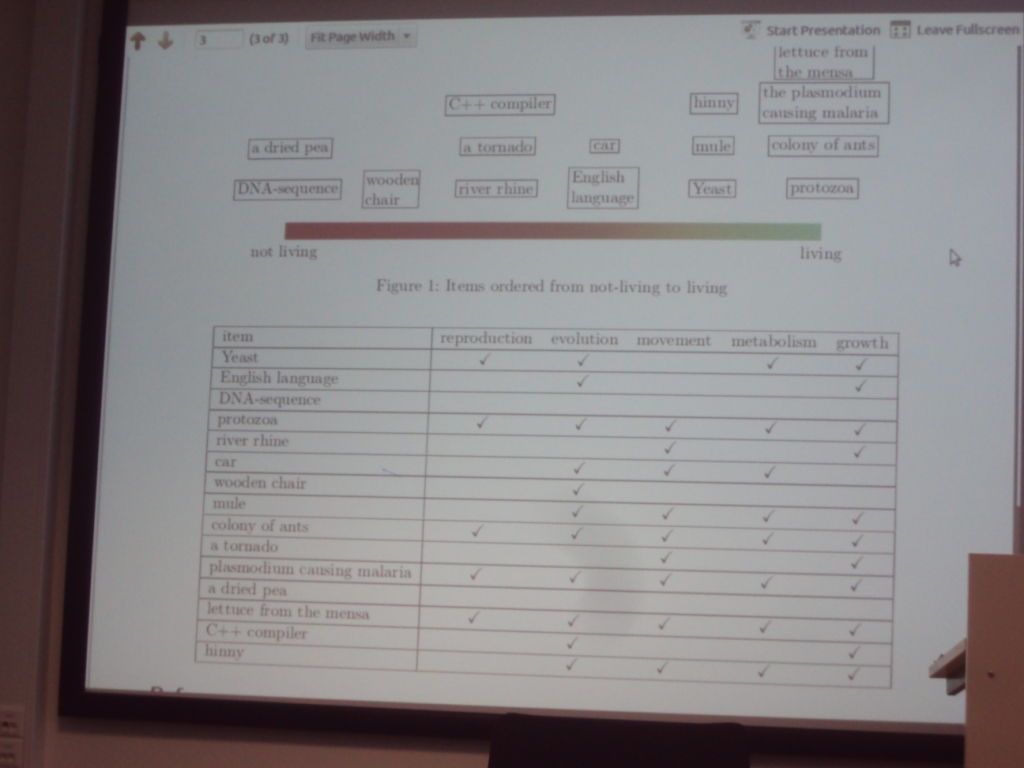 3 (3 of 3) Fit Page Width Start Presentation Leave Fullscreen
lettuce from
the mensa
C++ compiler hinny the plasmodium
causing malaria
a dried pea a tornado car mule colony of ants
DNA-sequence wooden
chair river rhine English
language Yeast protozoa
not living living
Figure 1: Items ordered from not-living to living
item reproduction evolution movement metabolism growth
Yeast ✓ ✓ ✓ ✓
English language ✓ ✓
DNA-sequence
protozoa ✓ ✓ ✓ ✓ ✓
river rhine ✓ ✓
car ✓ ✓ ✓
wooden chair ✓
mule ✓ ✓ ✓ ✓
colony of ants ✓ ✓ ✓ ✓ ✓
a tornado ✓ ✓
plasmodium causing malaria ✓ ✓ ✓ ✓ ✓
a dried pea
lettuce from the mensa ✓ ✓ ✓ ✓ ✓
C++ compiler ✓ ✓
hinny ✓ ✓ ✓ ✓